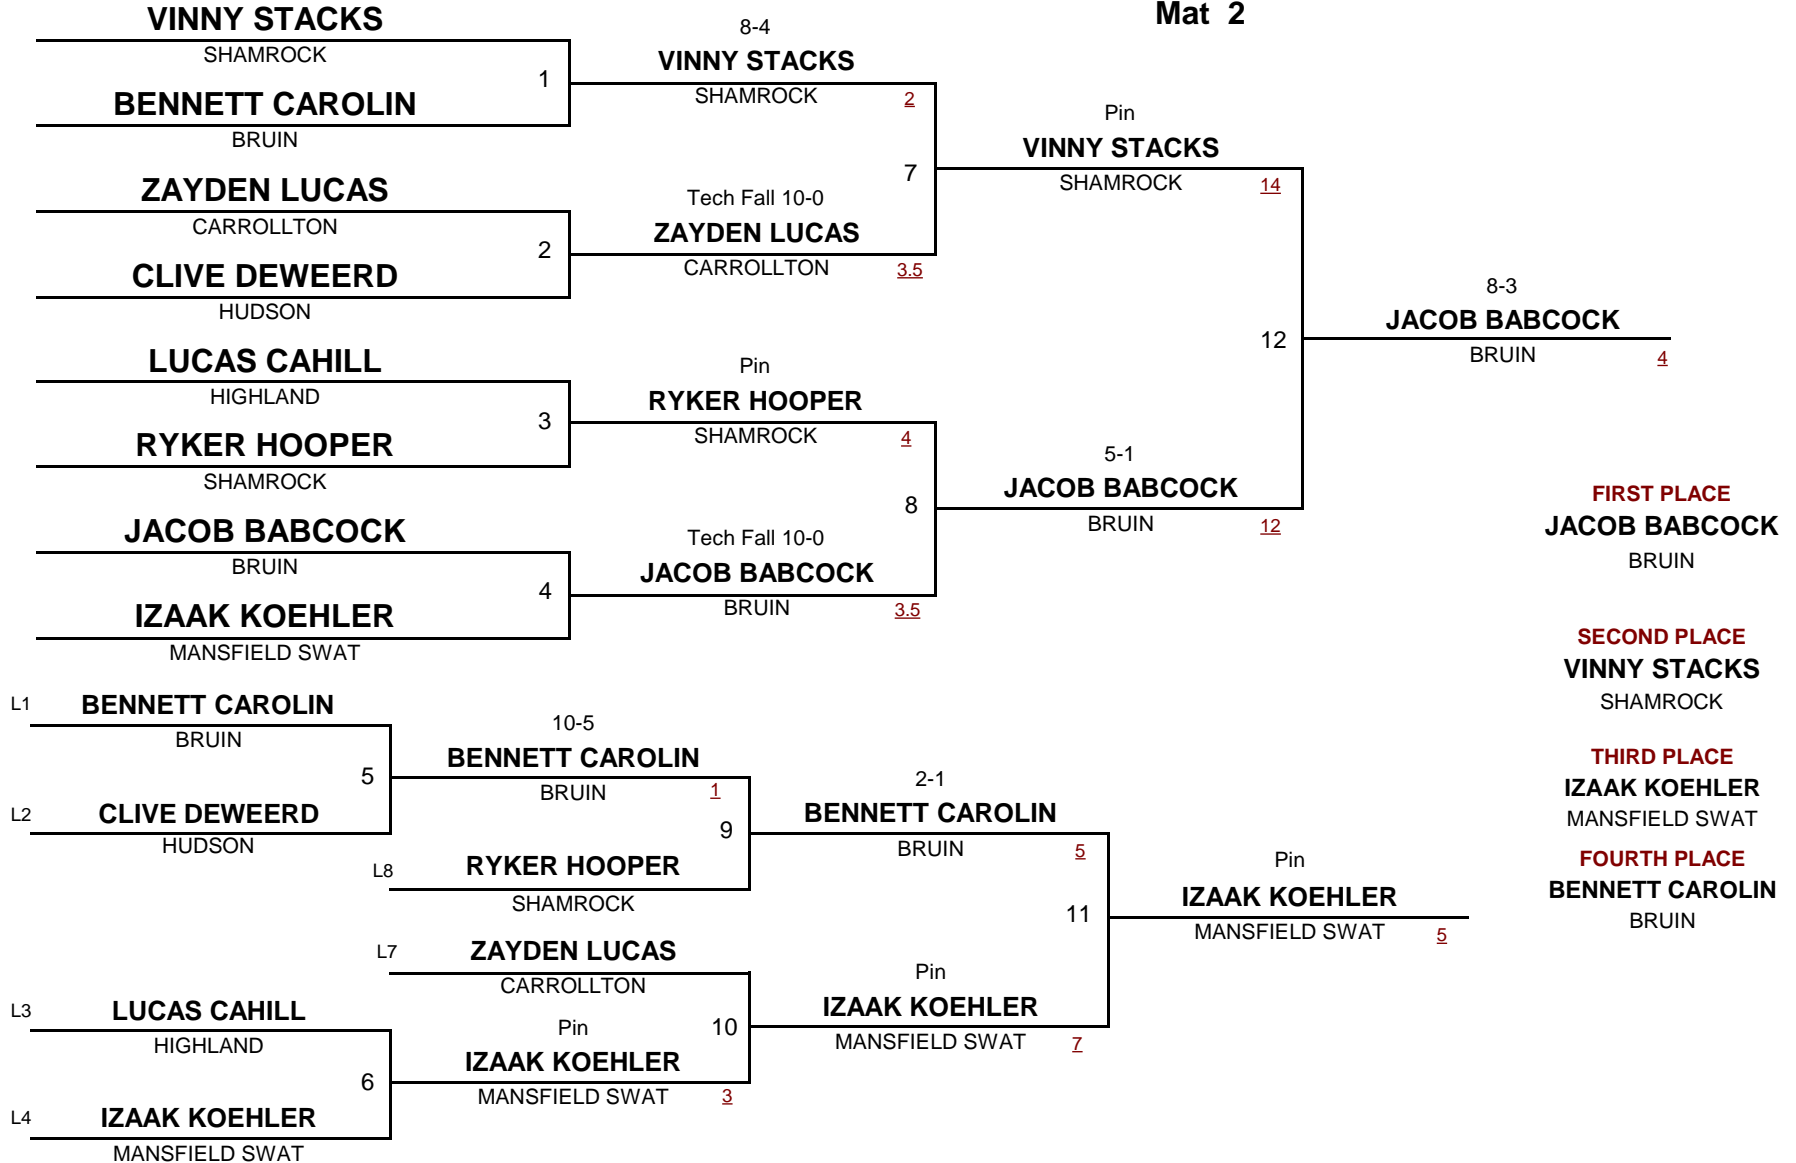 Mat 2
VINNY STACKS
SHAMROCK
1
BENNETT CAROLIN
BRUIN
8-4
VINNY STACKS
SHAMROCK 2
ZAYDEN LUCAS
CARROLLTON
2
CLIVE DEWEERD
HUDSON
Tech Fall 10-0
ZAYDEN LUCAS
CARROLLTON 3.5
7
Pin
VINNY STACKS
SHAMROCK 14
LUCAS CAHILL
HIGHLAND
3
RYKER HOOPER
SHAMROCK
Pin
RYKER HOOPER
SHAMROCK 4
JACOB BABCOCK
BRUIN
4
IZAAK KOEHLER
MANSFIELD SWAT
Tech Fall 10-0
JACOB BABCOCK
BRUIN 3.5
8
5-1
JACOB BABCOCK
BRUIN 12
12
8-3
JACOB BABCOCK
BRUIN 4
FIRST PLACE
JACOB BABCOCK
BRUIN
SECOND PLACE
VINNY STACKS
SHAMROCK
THIRD PLACE
IZAAK KOEHLER
MANSFIELD SWAT
FOURTH PLACE
BENNETT CAROLIN
BRUIN
L1 BENNETT CAROLIN
BRUIN
5
L2 CLIVE DEWEERD
HUDSON
10-5
BENNETT CAROLIN
BRUIN 1
9
L8 RYKER HOOPER
SHAMROCK
2-1
BENNETT CAROLIN
BRUIN 5
L7 ZAYDEN LUCAS
CARROLLTON
L3 LUCAS CAHILL
HIGHLAND
6
L4 IZAAK KOEHLER
MANSFIELD SWAT
Pin
IZAAK KOEHLER
MANSFIELD SWAT 3
10
Pin
IZAAK KOEHLER
MANSFIELD SWAT 7
11
Pin
IZAAK KOEHLER
MANSFIELD SWAT 5